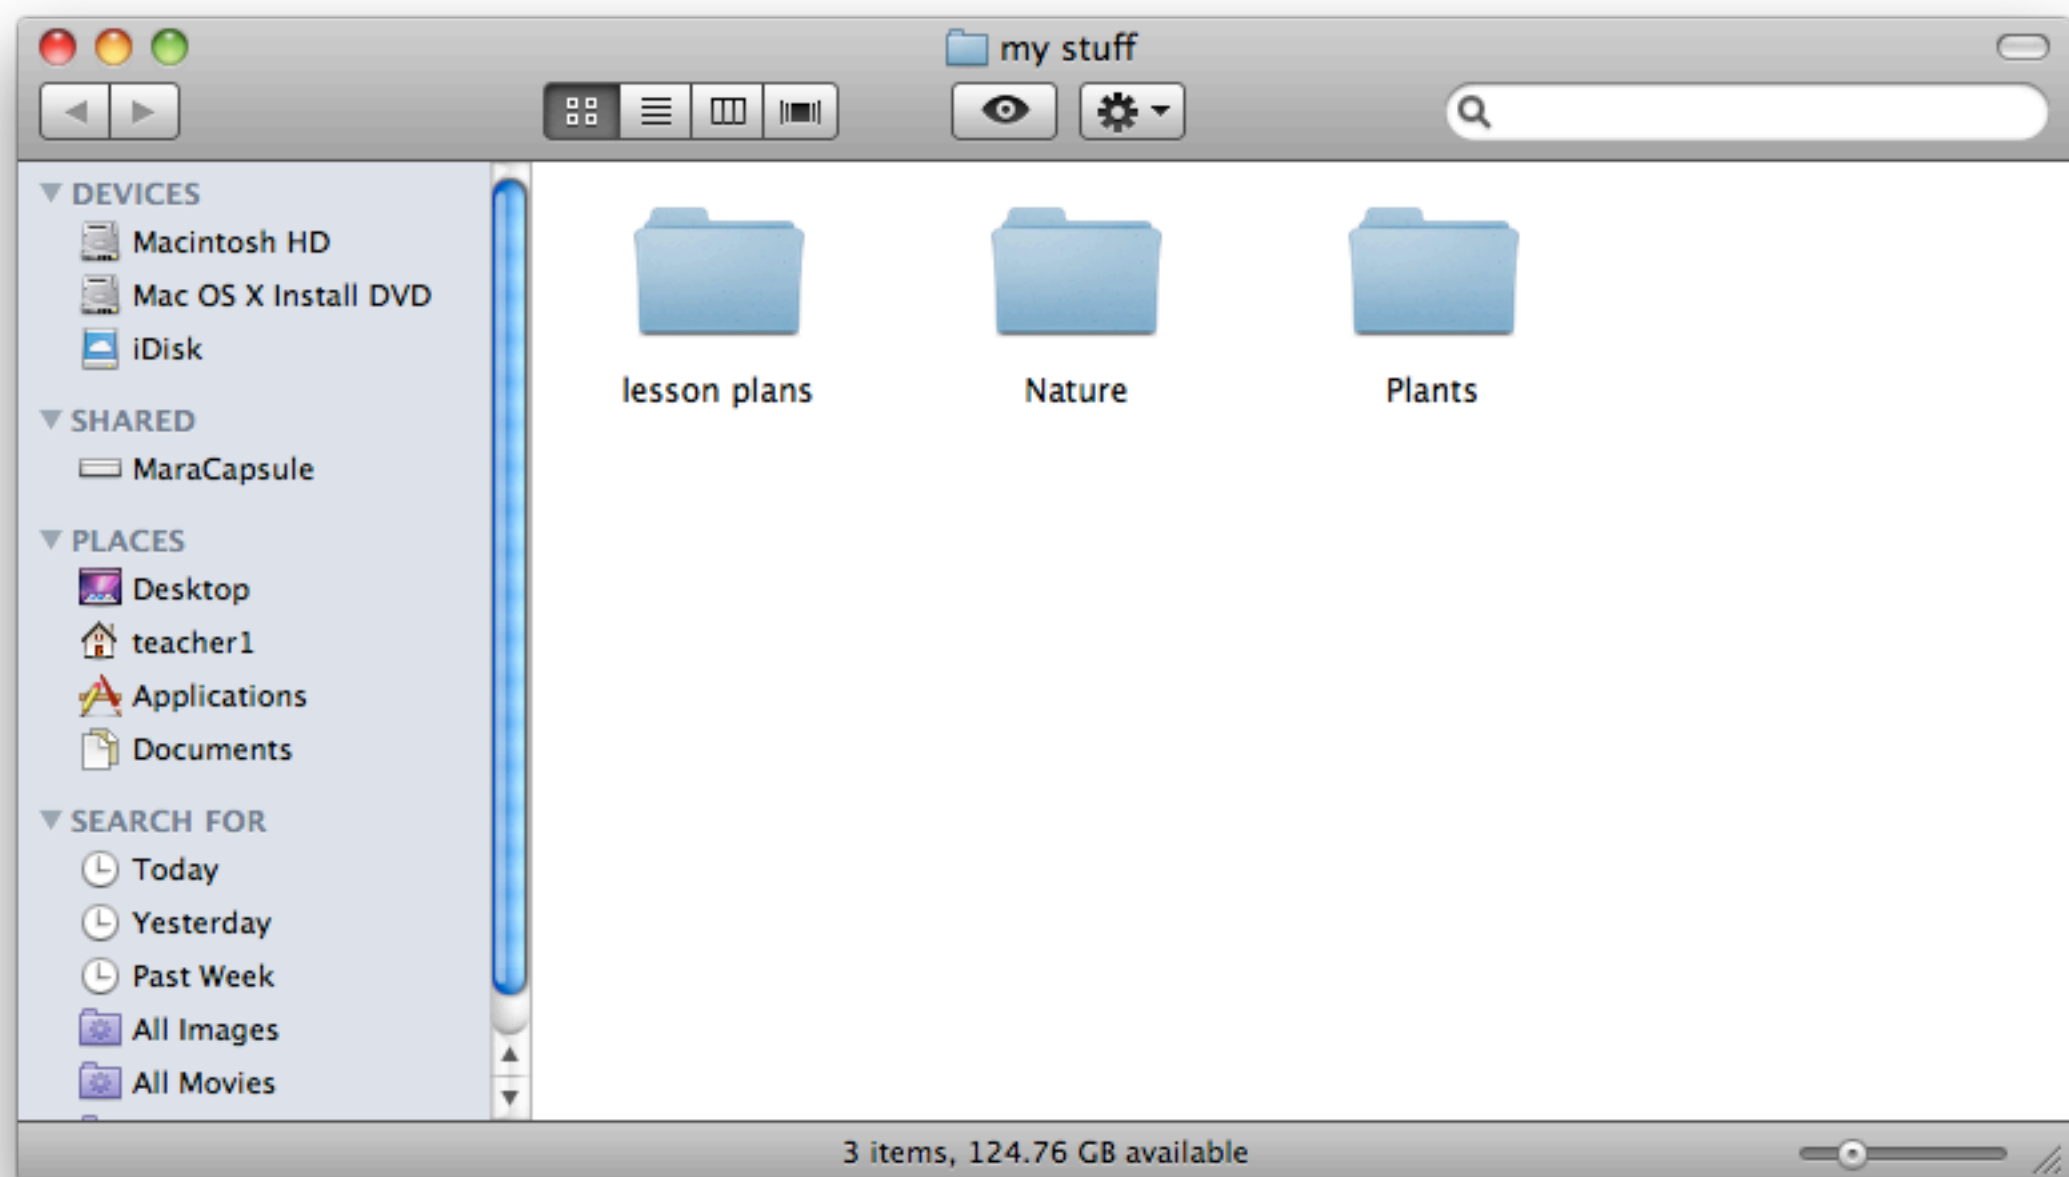 my stuff
DEVICES
Macintosh HD
Mac OS X Install DVD
iDisk
SHARED
MaraCapsule
PLACES
Desktop
teacher1
Applications
Documents
SEARCH FOR
Today
Yesterday
Past Week
All Images
All Movies
lesson plans
Nature
Plants
3 items, 124.76 GB available